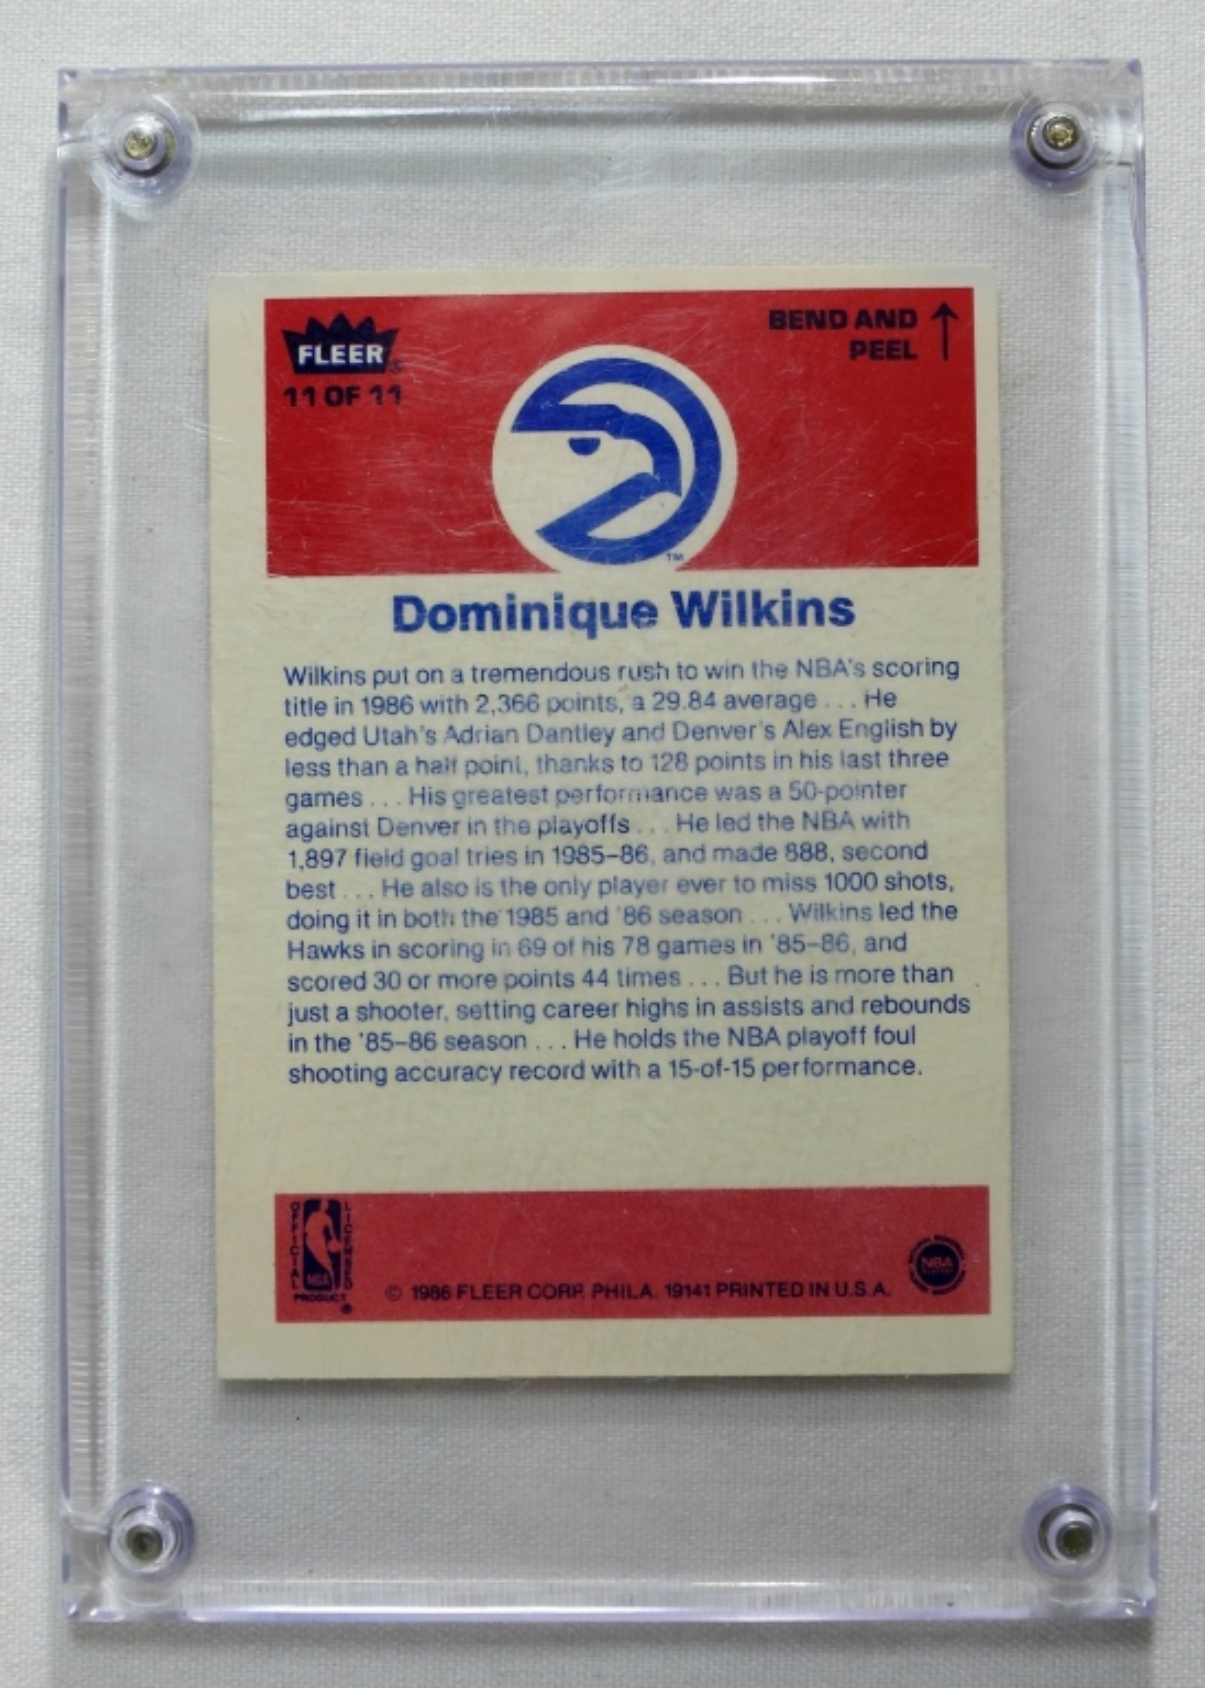 FLEER
11 OF 11
BEND AND
PEEL
TM
Dominique Wilkins
Wilkins put on a tremendous rush to win the NBA's scoring
title in 1986 with 2,366 points, a 29.84 average . . . He
edged Utah's Adrian Dantley and Denver's Alex English by
less than a half point, thanks to 128 points in his last three
games . . . His greatest performance was a 50-pointer
against Denver in the playoffs . . . He led the NBA with
1,897 field goal tries in 1985–86, and made 888, second
best . . . He also is the only player ever to miss 1000 shots,
doing it in both the 1985 and '86 season . . . Wilkins led the
Hawks in scoring in 69 of his 78 games in '85–86, and
scored 30 or more points 44 times . . . But he is more than
just a shooter, setting career highs in assists and rebounds
in the '85–86 season . . . He holds the NBA playoff foul
shooting accuracy record with a 15-of-15 performance.
OFFICIAL
LICENSED
NBA
PRODUCT
®
© 1986 FLEER CORP. PHILA. 19141 PRINTED IN U.S.A.
NBA